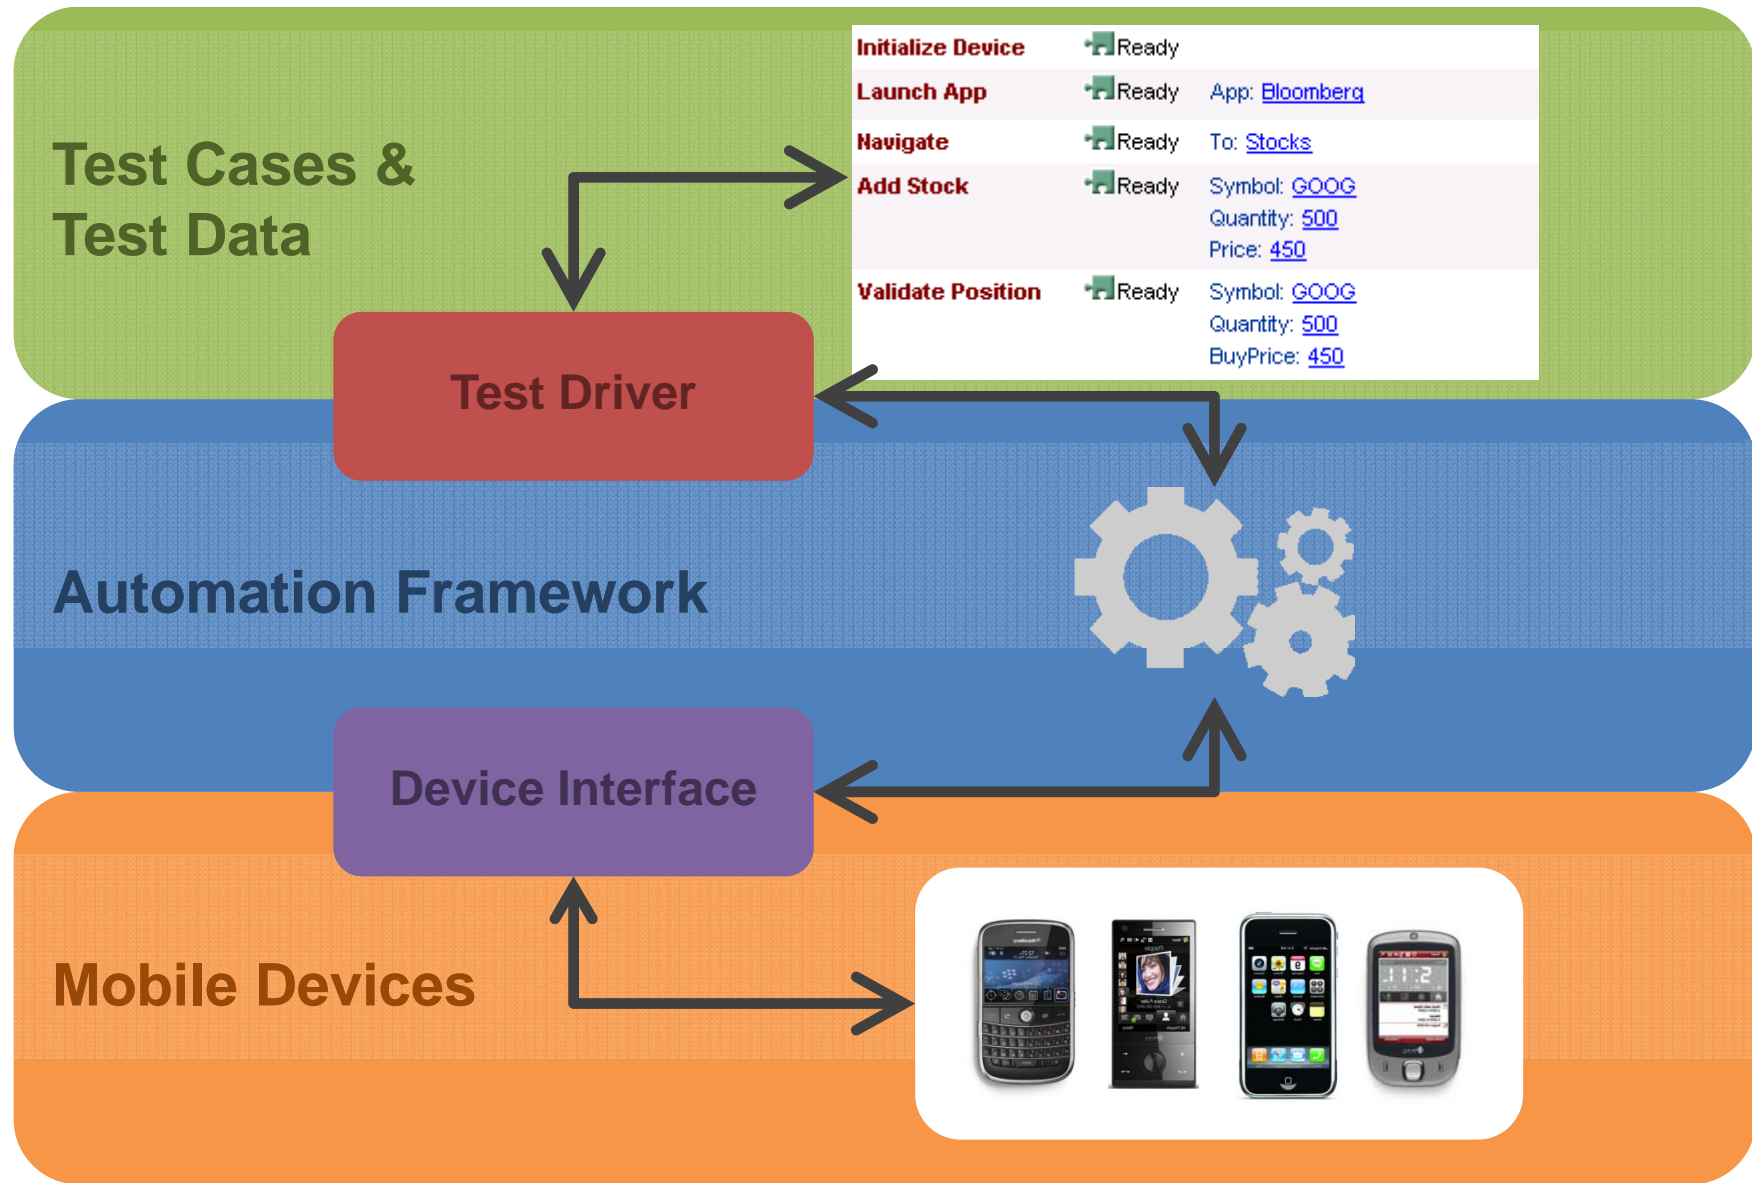 Test Cases &
Test Data
Initialize Device Ready
Launch App Ready App: Bloomberg
Navigate Ready To: Stocks
Add Stock Ready Symbol: GOOG
Quantity: 500
Price: 450
Validate Position Ready Symbol: GOOG
Quantity: 500
BuyPrice: 450
Test Driver
Automation Framework
Device Interface
Mobile Devices